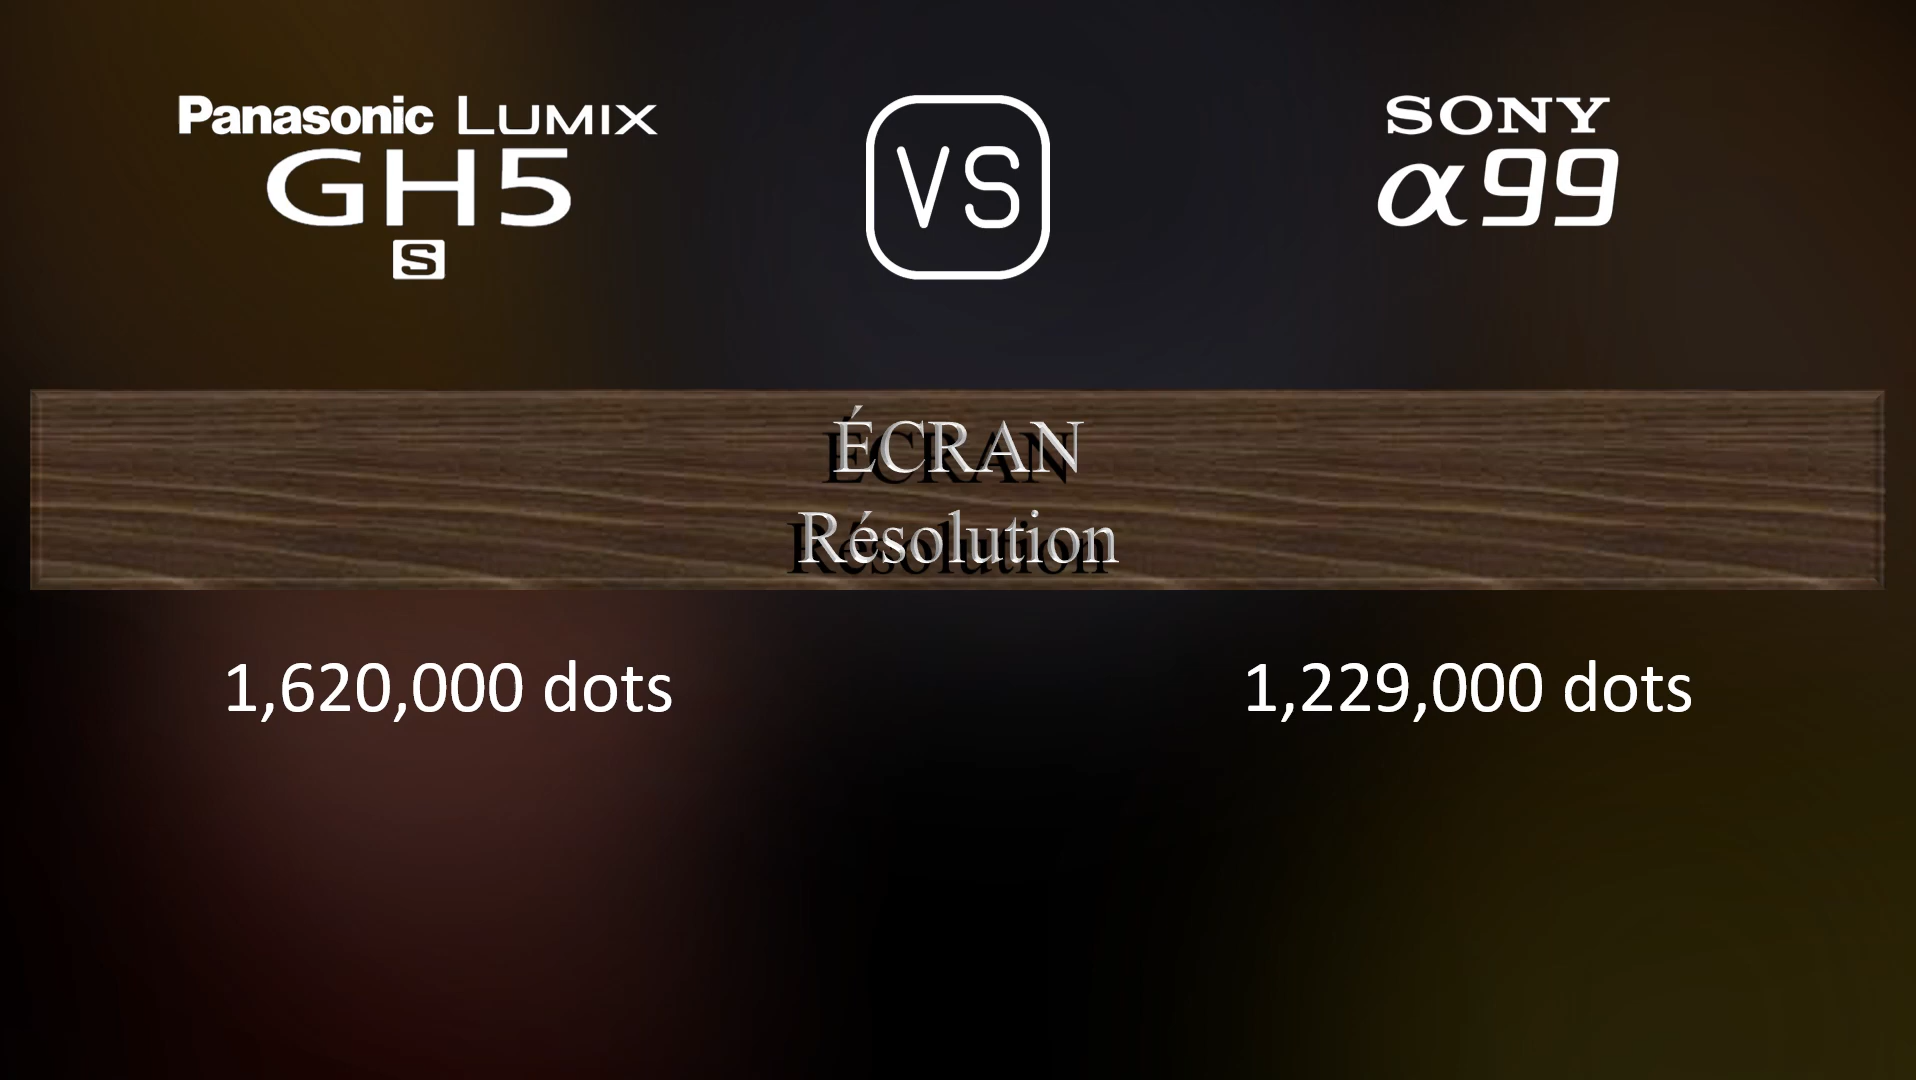 Panasonic LUMIX
GH5
S
VS
SONY
α99
ÉCRAN
Résolution
1,620,000 dots
1,229,000 dots